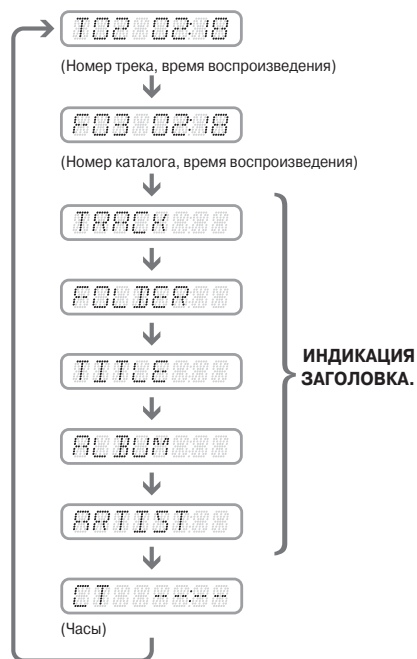 T02 02:18
(Номер трека, время воспроизведения)
F03 02:18
(Номер каталога, время воспроизведения)
TRACK
FOLDER
TITLE
ALBUM
ARTIST
ИНДИКАЦИЯ
ЗАГОЛОВКА.
CT --:--
(Часы)